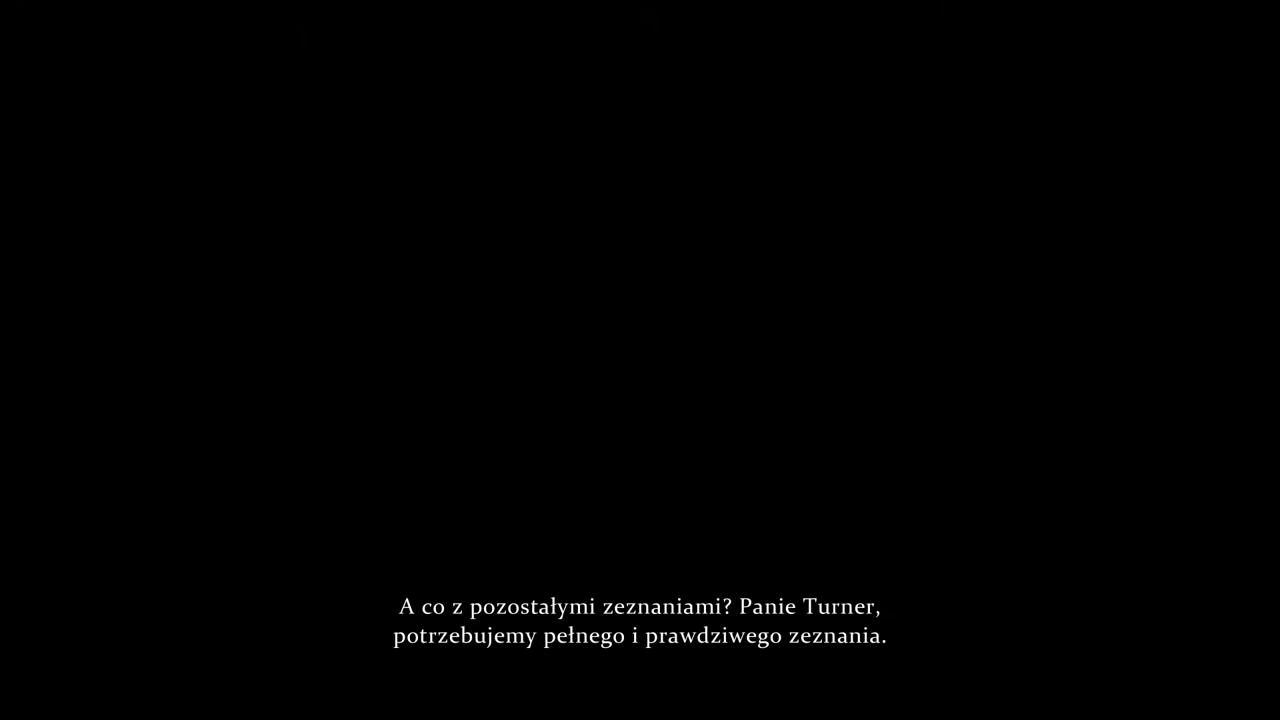 A co z pozostałymi zeznaniami? Panie Turner,
potrzebujemy pełnego i prawdziwego zeznania.